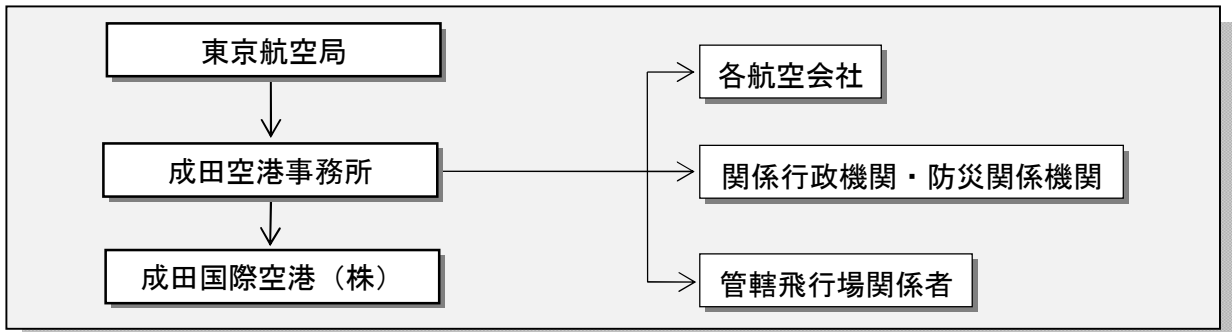 東京航空局
成田空港事務所
成田国際空港（株）
各航空会社
関係行政機関・防災関係機関
管轄飛行場関係者